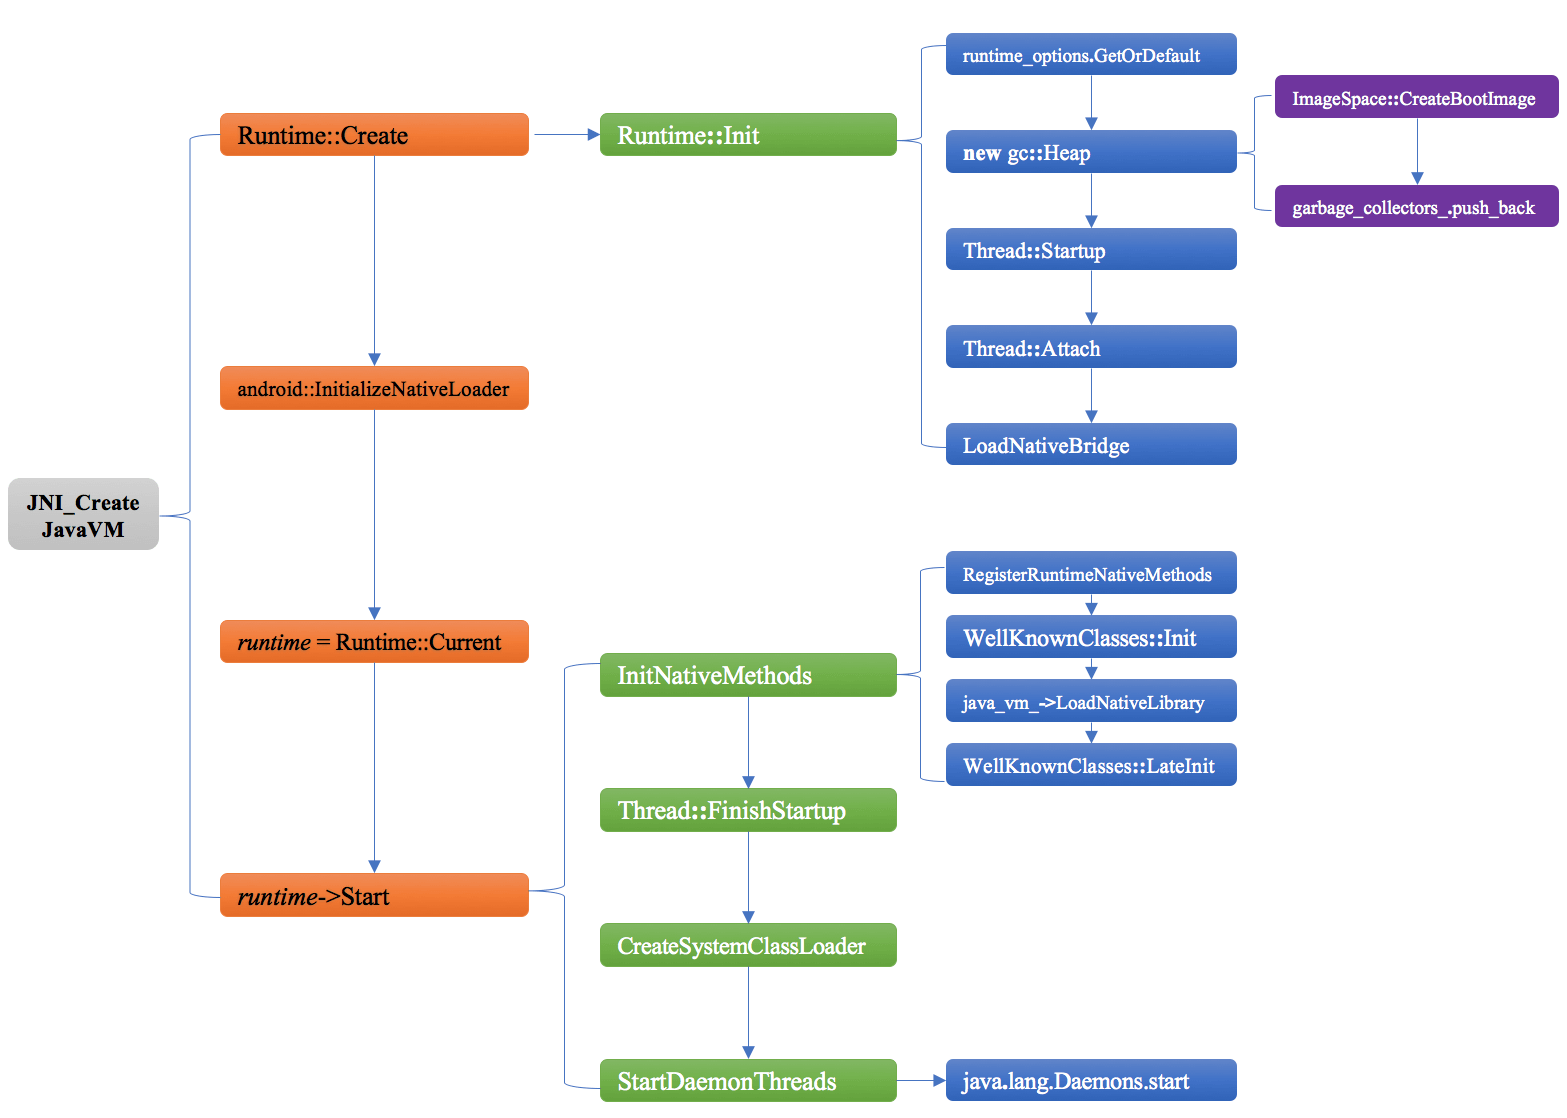 JNI_Create
JavaVM
Runtime::Create
android::InitializeNativeLoader
runtime = Runtime::Current
runtime->Start
Runtime::Init
runtime_options.GetOrDefault
new gc::Heap
ImageSpace::CreateBootImage
garbage_collectors_.push_back
Thread::Startup
Thread::Attach
LoadNativeBridge
InitNativeMethods
RegisterRuntimeNativeMethods
WellKnownClasses::Init
java_vm_->LoadNativeLibrary
WellKnownClasses::LateInit
Thread::FinishStartup
CreateSystemClassLoader
StartDaemonThreads
java.lang.Daemons.start